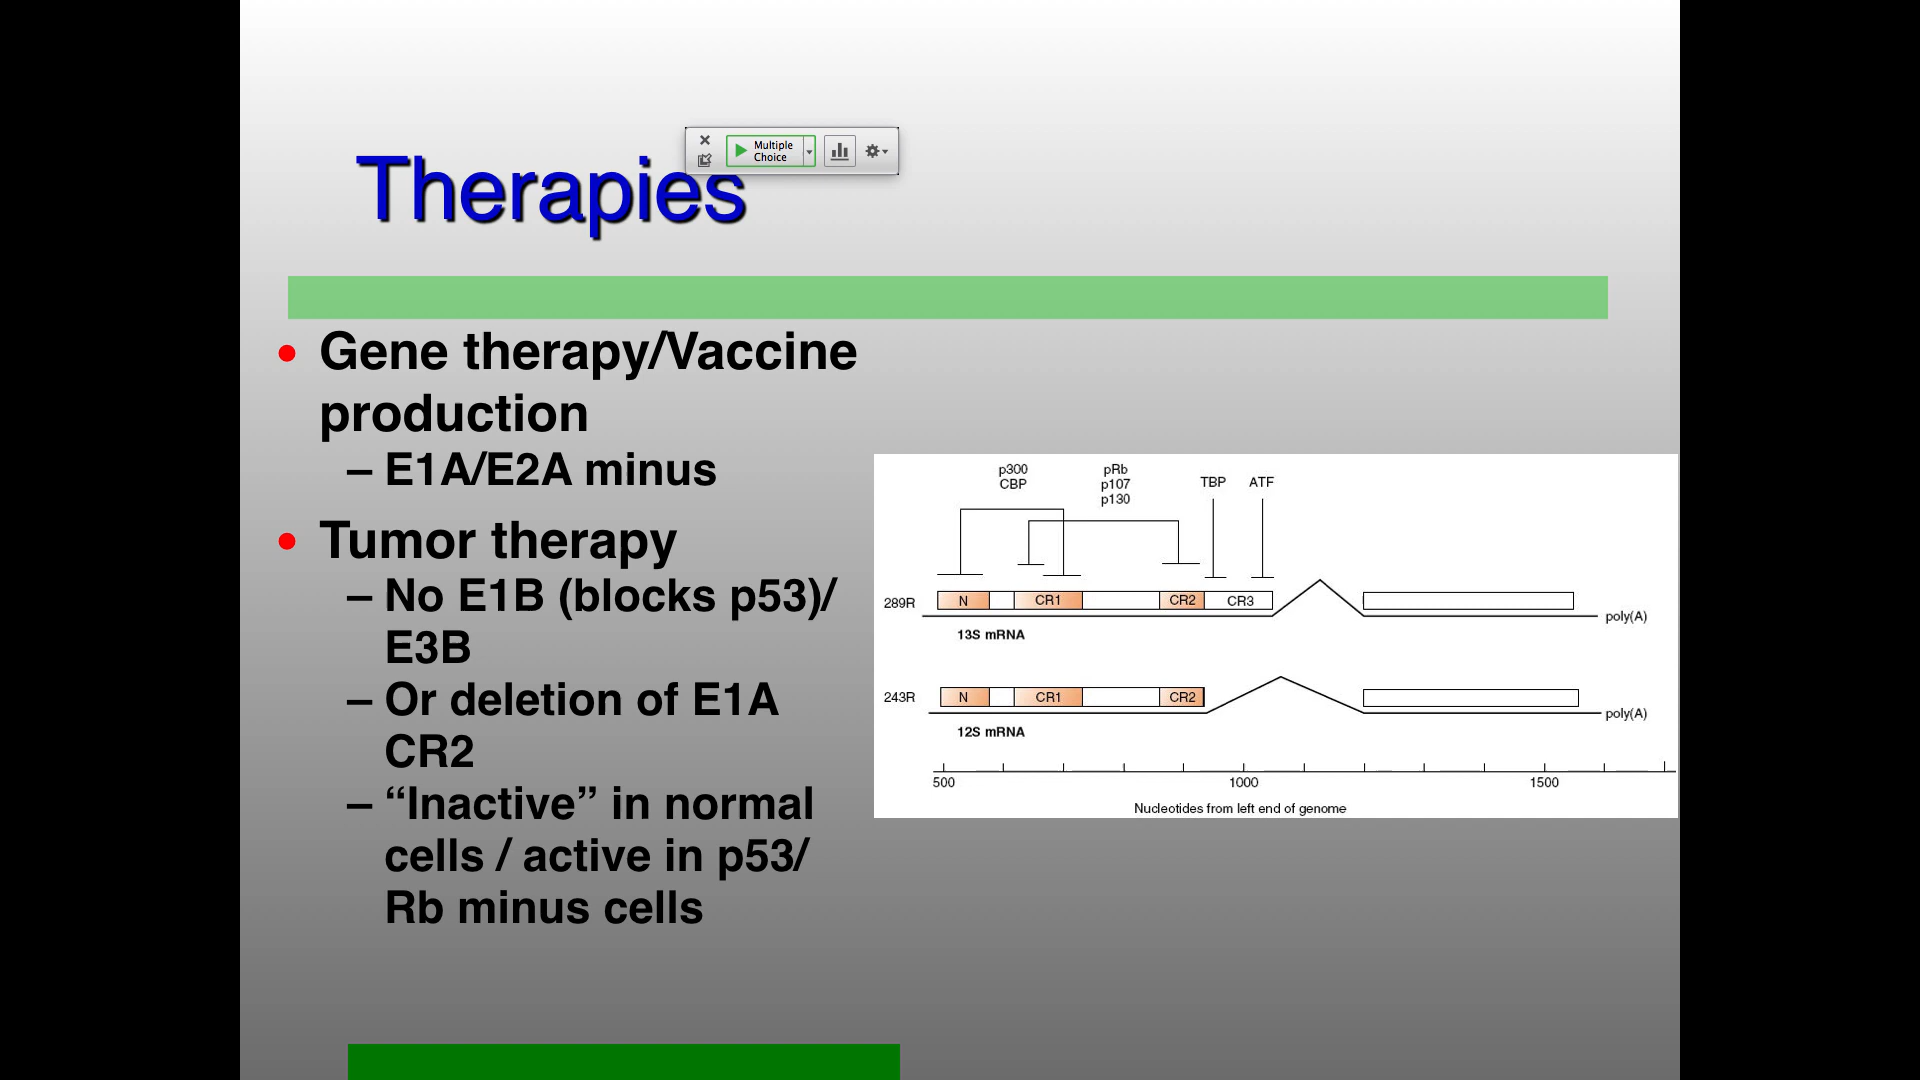 Multiple
Choice
Therapies
• Gene therapy/Vaccine
production
– E1A/E2A minus
• Tumor therapy
– No E1B (blocks p53)/
E3B
– Or deletion of E1A
CR2
– “Inactive” in normal
cells / active in p53/
Rb minus cells
p300
CBP
pRb
p107
p130
TBP
ATF
289R
N
CR1
CR2
CR3
poly(A)
13S mRNA
243R
N
CR1
CR2
poly(A)
12S mRNA
500
1000
1500
Nucleotides from left end of genome